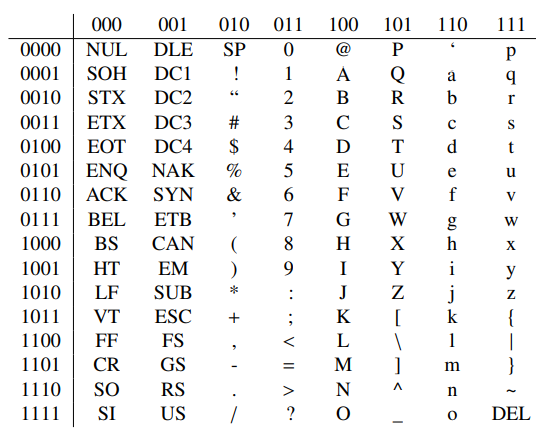 000 001 010 011 100 101 110 111
0000 NUL DLE SP 0 @ P ‘ p
0001 SOH DC1 ! 1 A Q a q
0010 STX DC2 “ 2 B R b r
0011 ETX DC3 # 3 C S c s
0100 EOT DC4 $ 4 D T d t
0101 ENQ NAK % 5 E U e u
0110 ACK SYN & 6 F V f v
0111 BEL ETB ’ 7 G W g w
1000 BS CAN ( 8 H X h x
1001 HT EM ) 9 I Y i y
1010 LF SUB * : J Z j z
1011 VT ESC + ; K [ k {
1100 FF FS , < L \ l |
1101 CR GS - = M ] m }
1110 SO RS . > N ^ n ~
1111 SI US / ? O _ o DEL